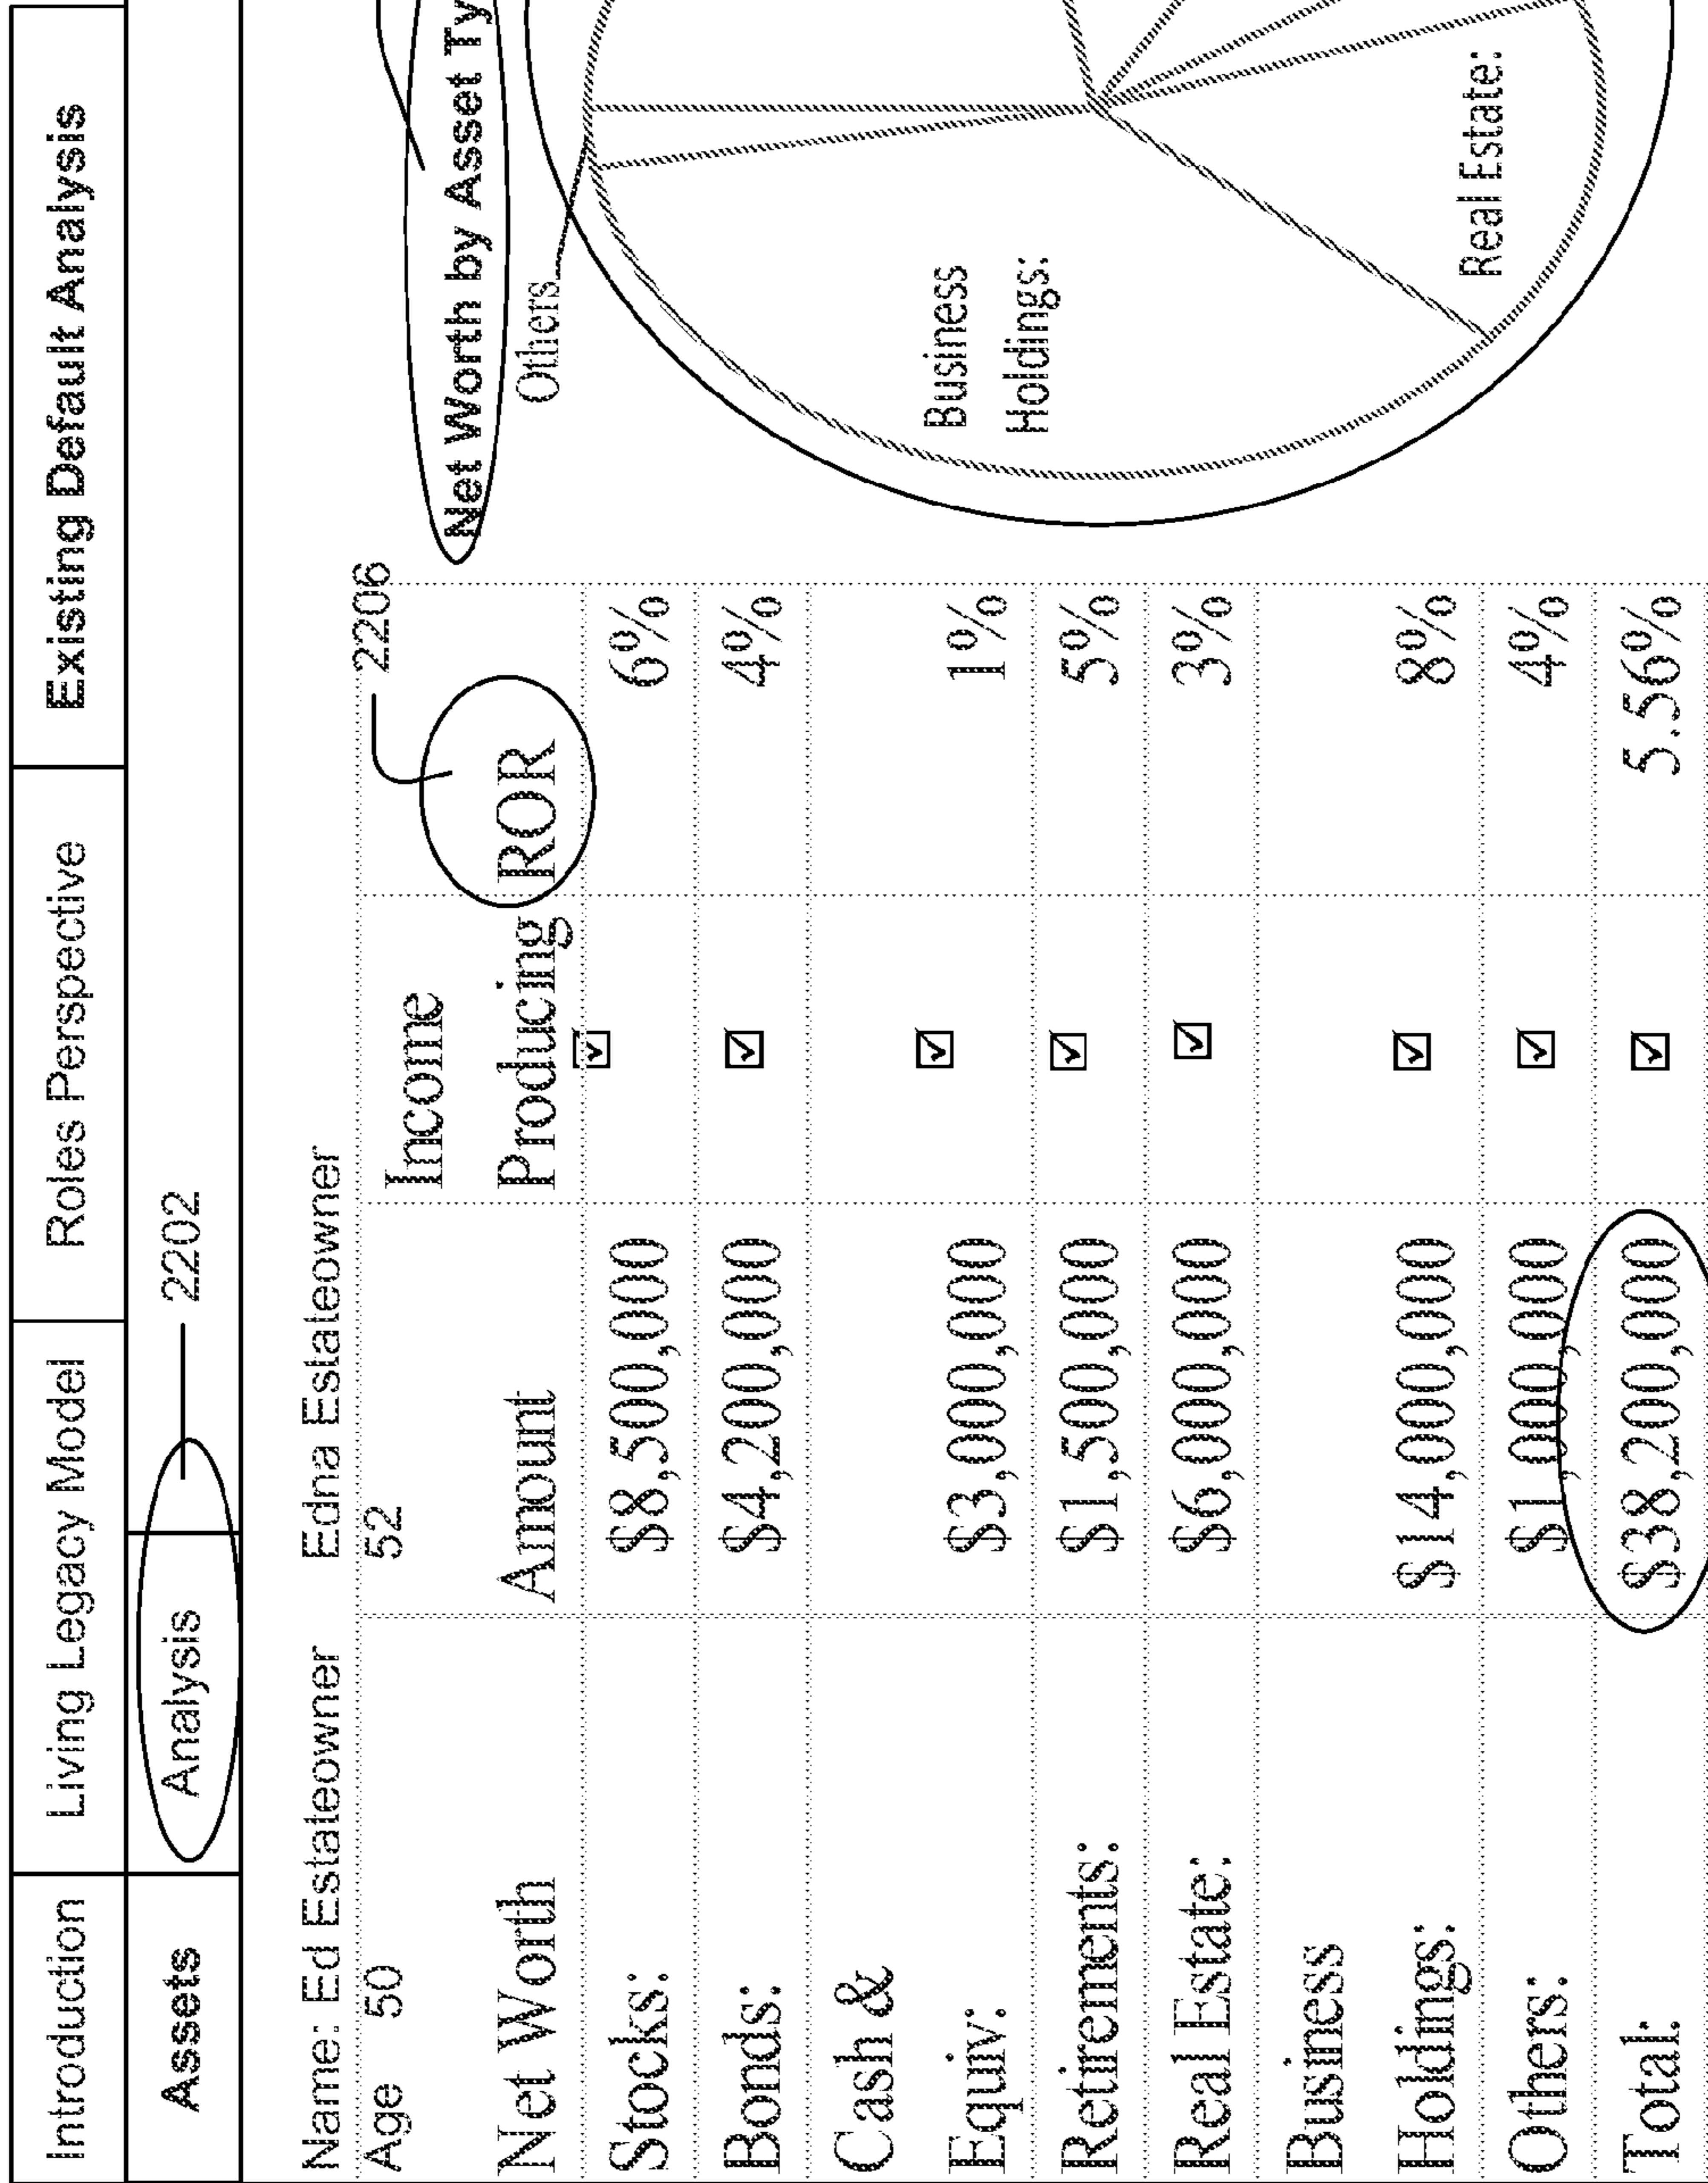 Introduction Living Legacy Model Roles Perspective Existing Default Analysis
Assets Analysis 2202
Name: Ed Estateowner Edna Estateowner
Age 50 52 2206
Income
Net Worth Amount Producing ROR
Stocks: $8,500,000 6%
Bonds: $4,200,000 4%
Cash &
Equiv: $3,000,000 1%
Retirements: $1,500,000 5%
Real Estate: $6,000,000 3%
Business
Holdings: $14,000,000 8%
Others: $1,000,000 4%
Total: $38,200,000 5.56%
Net Worth by Asset Ty
Others
Business
Holdings:
Real Estate: